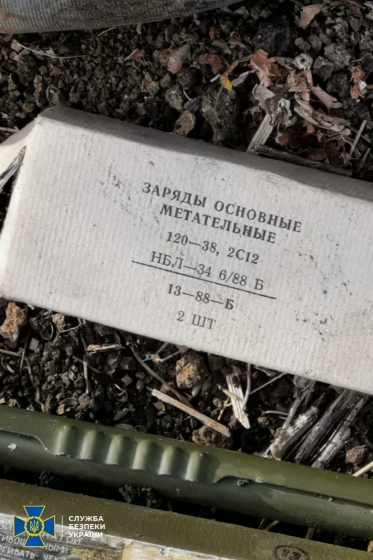 ЗАРЯДЫ ОСНОВНЫЕ
МЕТАТЕЛЬНЫЕ
120—38, 2С12
НБЛ—34 6/88 Б
13—88—Б
2 ШТ
СЛУЖБА
БЕЗПЕКИ
УКРАЇНИ